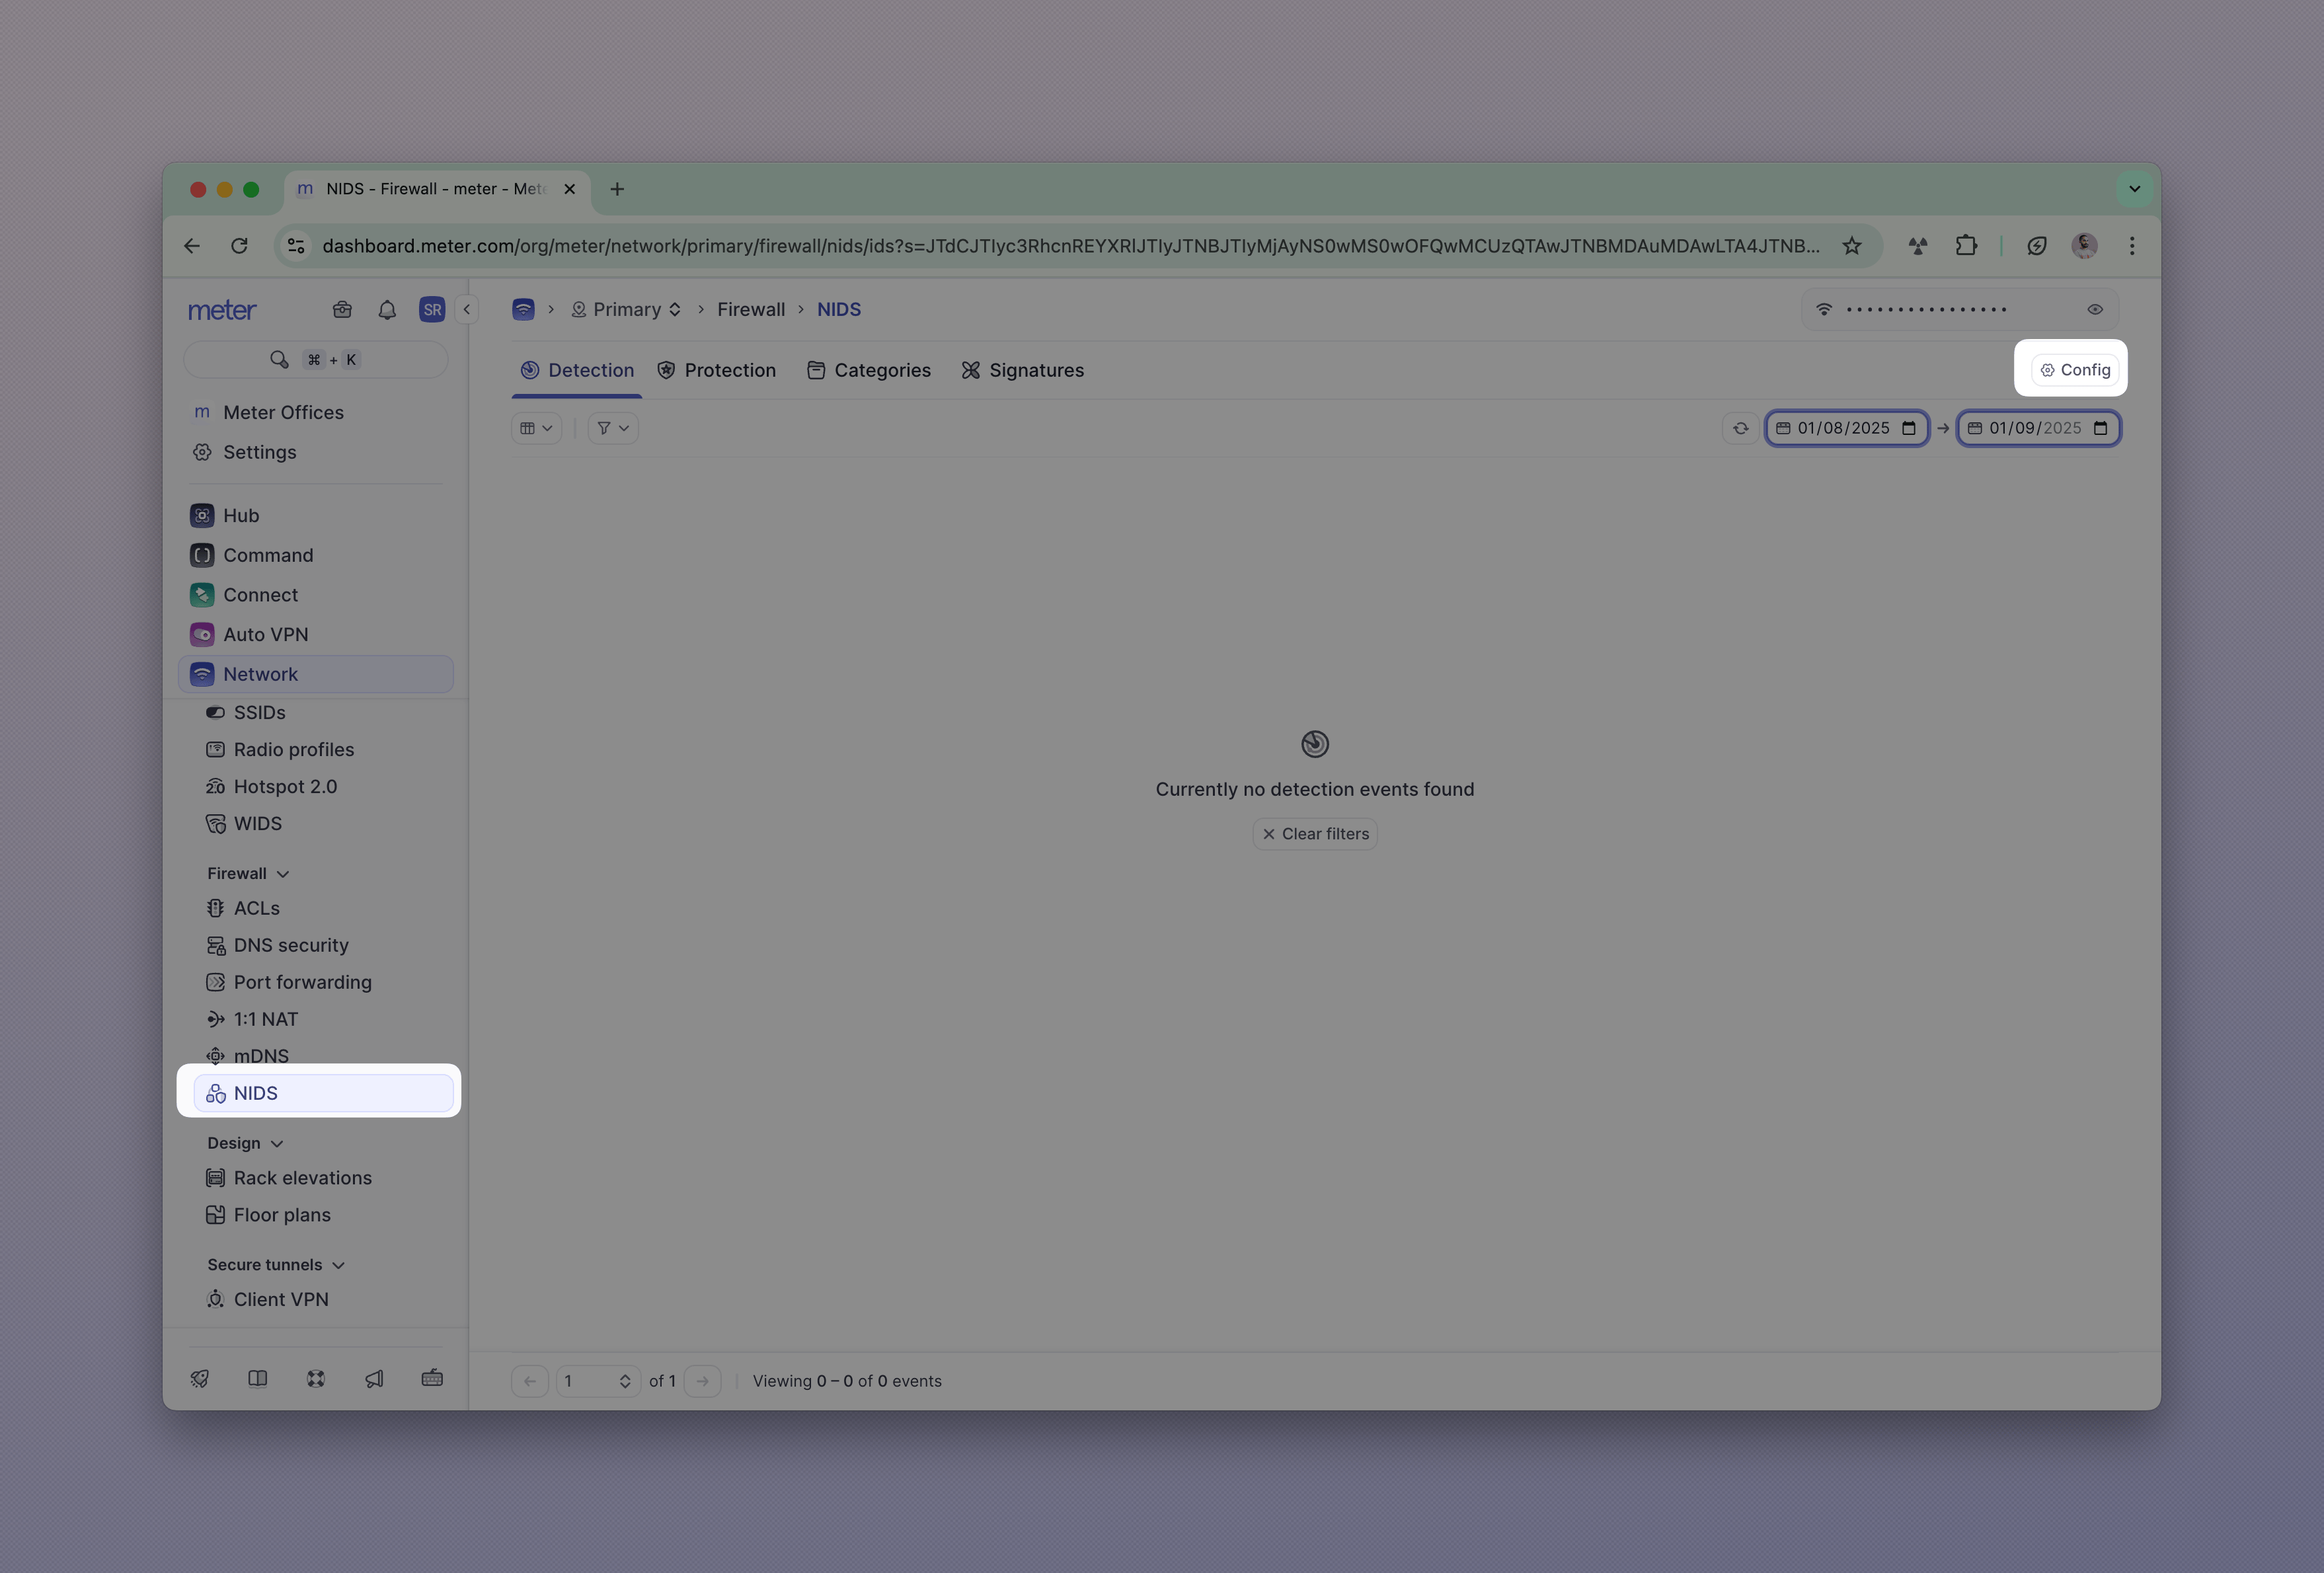 m NIDS - Firewall - meter - Mete
dashboard.meter.com/org/meter/network/primary/firewall/nids/ids?s=JTdCJTIyc3RhcnREYXRlJTIyJTNBJTIyMjAyNS0wMS0wOFQwMCUzQTAwJTNBMDAuMDAwLTA4JTNB...
meter SR
⌘ + K
m Meter Offices
Settings
Hub
Command
Connect
Auto VPN
Network
SSIDs
Radio profiles
2.0 Hotspot 2.0
WIDS
Firewall
ACLs
DNS security
Port forwarding
1:1 NAT
mDNS
NIDS
Design
Rack elevations
Floor plans
Secure tunnels
Client VPN
Primary > Firewall > NIDS
Detection Protection Categories Signatures Config
01/08/2025 → 01/09/2025
Currently no detection events found
Clear filters
1 of 1 Viewing 0 – 0 of 0 events